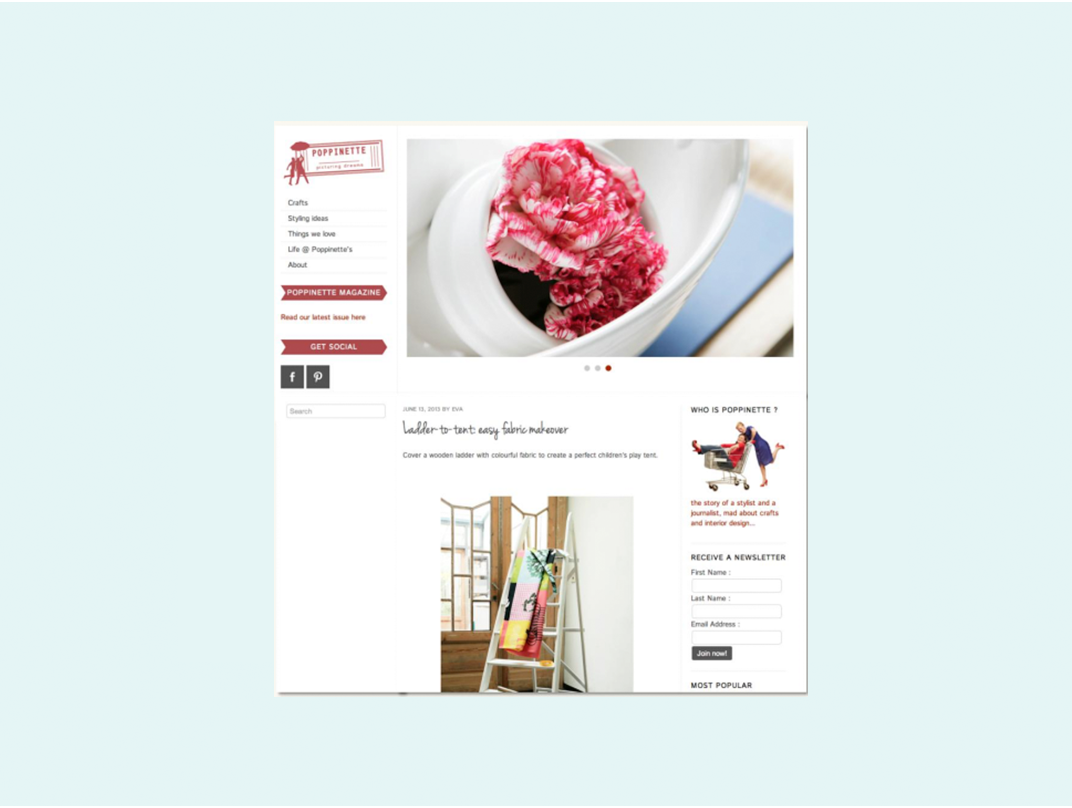 POPPINETTE
picturing dreams
Crafts
Styling ideas
Things we love
Life @ Poppinette's
About
POPPINETTE MAGAZINE
Read our latest issue here
GET SOCIAL
Search
JUNE 13, 2013 BY EVA
Ladder-to-tent: easy fabric makeover
Cover a wooden ladder with colourful fabric to create a perfect children's play tent.
WHO IS POPPINETTE ?
the story of a stylist and a
journalist, mad about crafts
and interior design...
RECEIVE A NEWSLETTER
First Name :
Last Name :
Email Address :
Join now!
MOST POPULAR